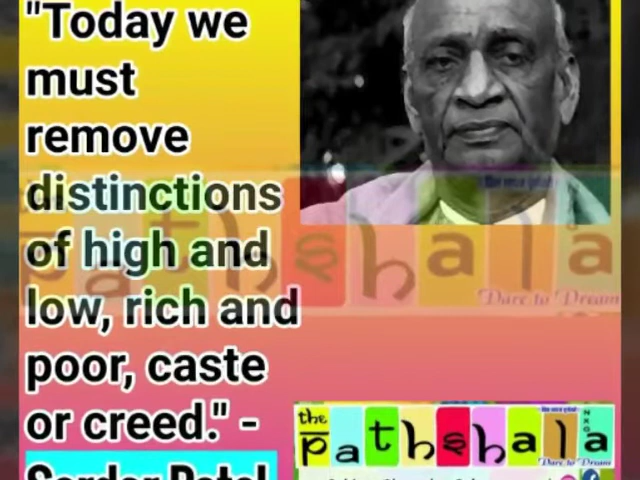 "Today we
must
remove
distinctions
of high and
low, rich and
poor, caste
or creed." -
Sardar Patel
pathshala
Dare to Dream
the
pathshala
Dare to Dream